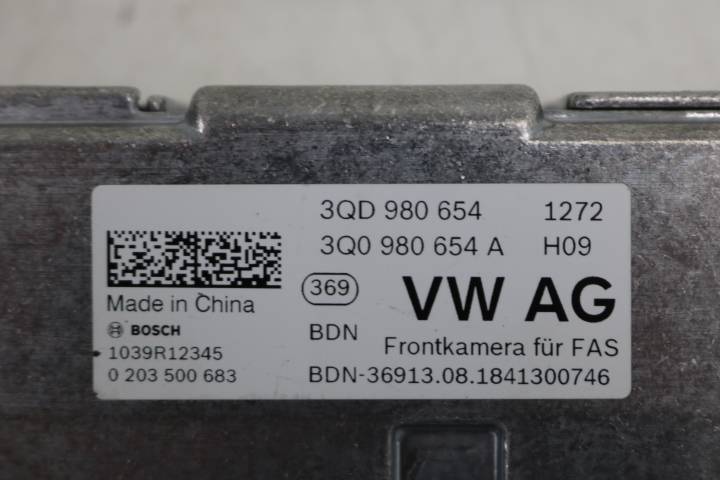 3QD 980 654 1272
3Q0 980 654 A H09
369 VW AG
Made in China
BOSCH BDN Frontkamera für FAS
1039R12345
0 203 500 683 BDN-36913.08.1841300746